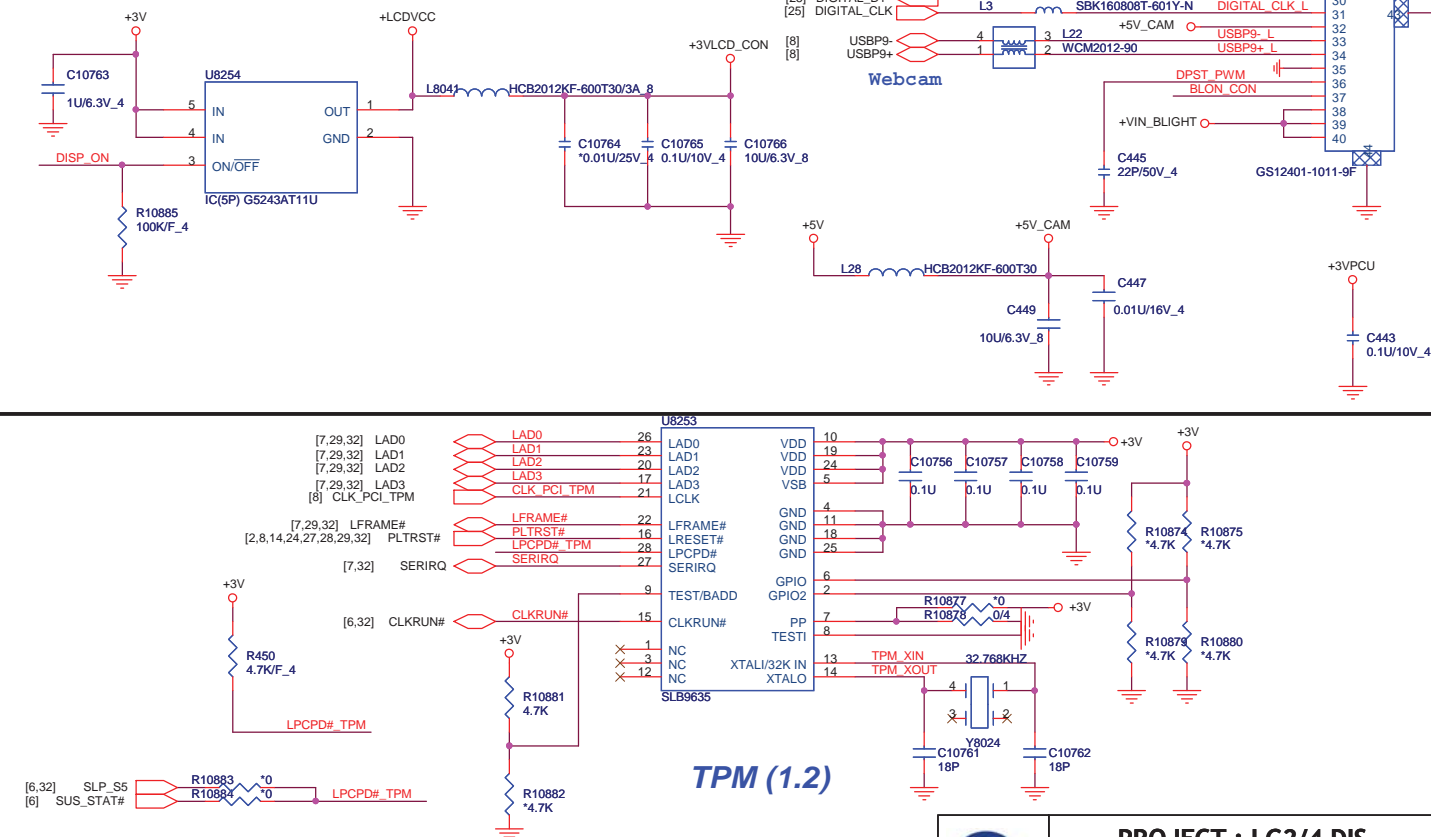 +3V
C10763
1U/6.3V_4
U8254
5 IN
4 IN
3 ON/OFF
OUT 1
GND 2
IC(5P) G5243AT11U
DISP_ON
R10885
100K/F_4
+LCDVCC
L8041 HCB2012KF-600T30/3A_8
+3VLCD_CON
C10764
*0.01U/25V_4
C10765
0.1U/10V_4
C10766
10U/6.3V_8
[25] DIGITAL_CLK
L3 SBK160808T-601Y-N DIGITAL_CLK_L
+5V_CAM
[8] USBP9-
[8] USBP9+
4 3 L22
1 2 WCM2012-90
USBP9-_L
USBP9+_L
Webcam
DPST_PWM
BLON_CON
+VIN_BLIGHT
30
31
32
33
34
35
36
37
38
39
40
43
44
GS12401-1011-9F
C445
22P/50V_4
+5V
L28 HCB2012KF-600T30
+5V_CAM
C449
10U/6.3V_8
C447
0.01U/16V_4
+3VPCU
C443
0.1U/10V_4
U8253
[7,29,32] LAD0 LAD0 26 LAD0
[7,29,32] LAD1 LAD1 23 LAD1
[7,29,32] LAD2 LAD2 20 LAD2
[7,29,32] LAD3 LAD3 17 LAD3
[8] CLK_PCI_TPM CLK_PCI_TPM 21 LCLK
[7,29,32] LFRAME# LFRAME# 22 LFRAME#
[2,8,14,24,27,28,29,32] PLTRST# PLTRST# 16 LRESET#
LPCPD#_TPM 28 LPCPD#
[7,32] SERIRQ SERIRQ 27 SERIRQ
9 TEST/BADD
[6,32] CLKRUN# CLKRUN# 15 CLKRUN#
1 NC
3 NC
12 NC
SLB9635
VDD 10
VDD 19
VDD 24
VSB 5
GND 4
GND 11
GND 18
GND 25
GPIO 6
GPIO2 2
PP 7
TESTI 8
XTALI/32K IN 13
XTALO 14
+3V
C10756
0.1U
C10757
0.1U
C10758
0.1U
C10759
0.1U
+3V
R10874
*4.7K
R10875
*4.7K
R10877 *0
R10878 0/4
+3V
R10879
*4.7K
R10880
*4.7K
TPM_XIN
TPM_XOUT
32.768KHZ
4 1
3 2
Y8024
C10761
18P
C10762
18P
+3V
R450
4.7K/F_4
LPCPD#_TPM
+3V
R10881
4.7K
R10882
*4.7K
[6,32] SLP_S5 R10883 *0
[6] SUS_STAT# R10884 *0
LPCPD#_TPM
TPM (1.2)